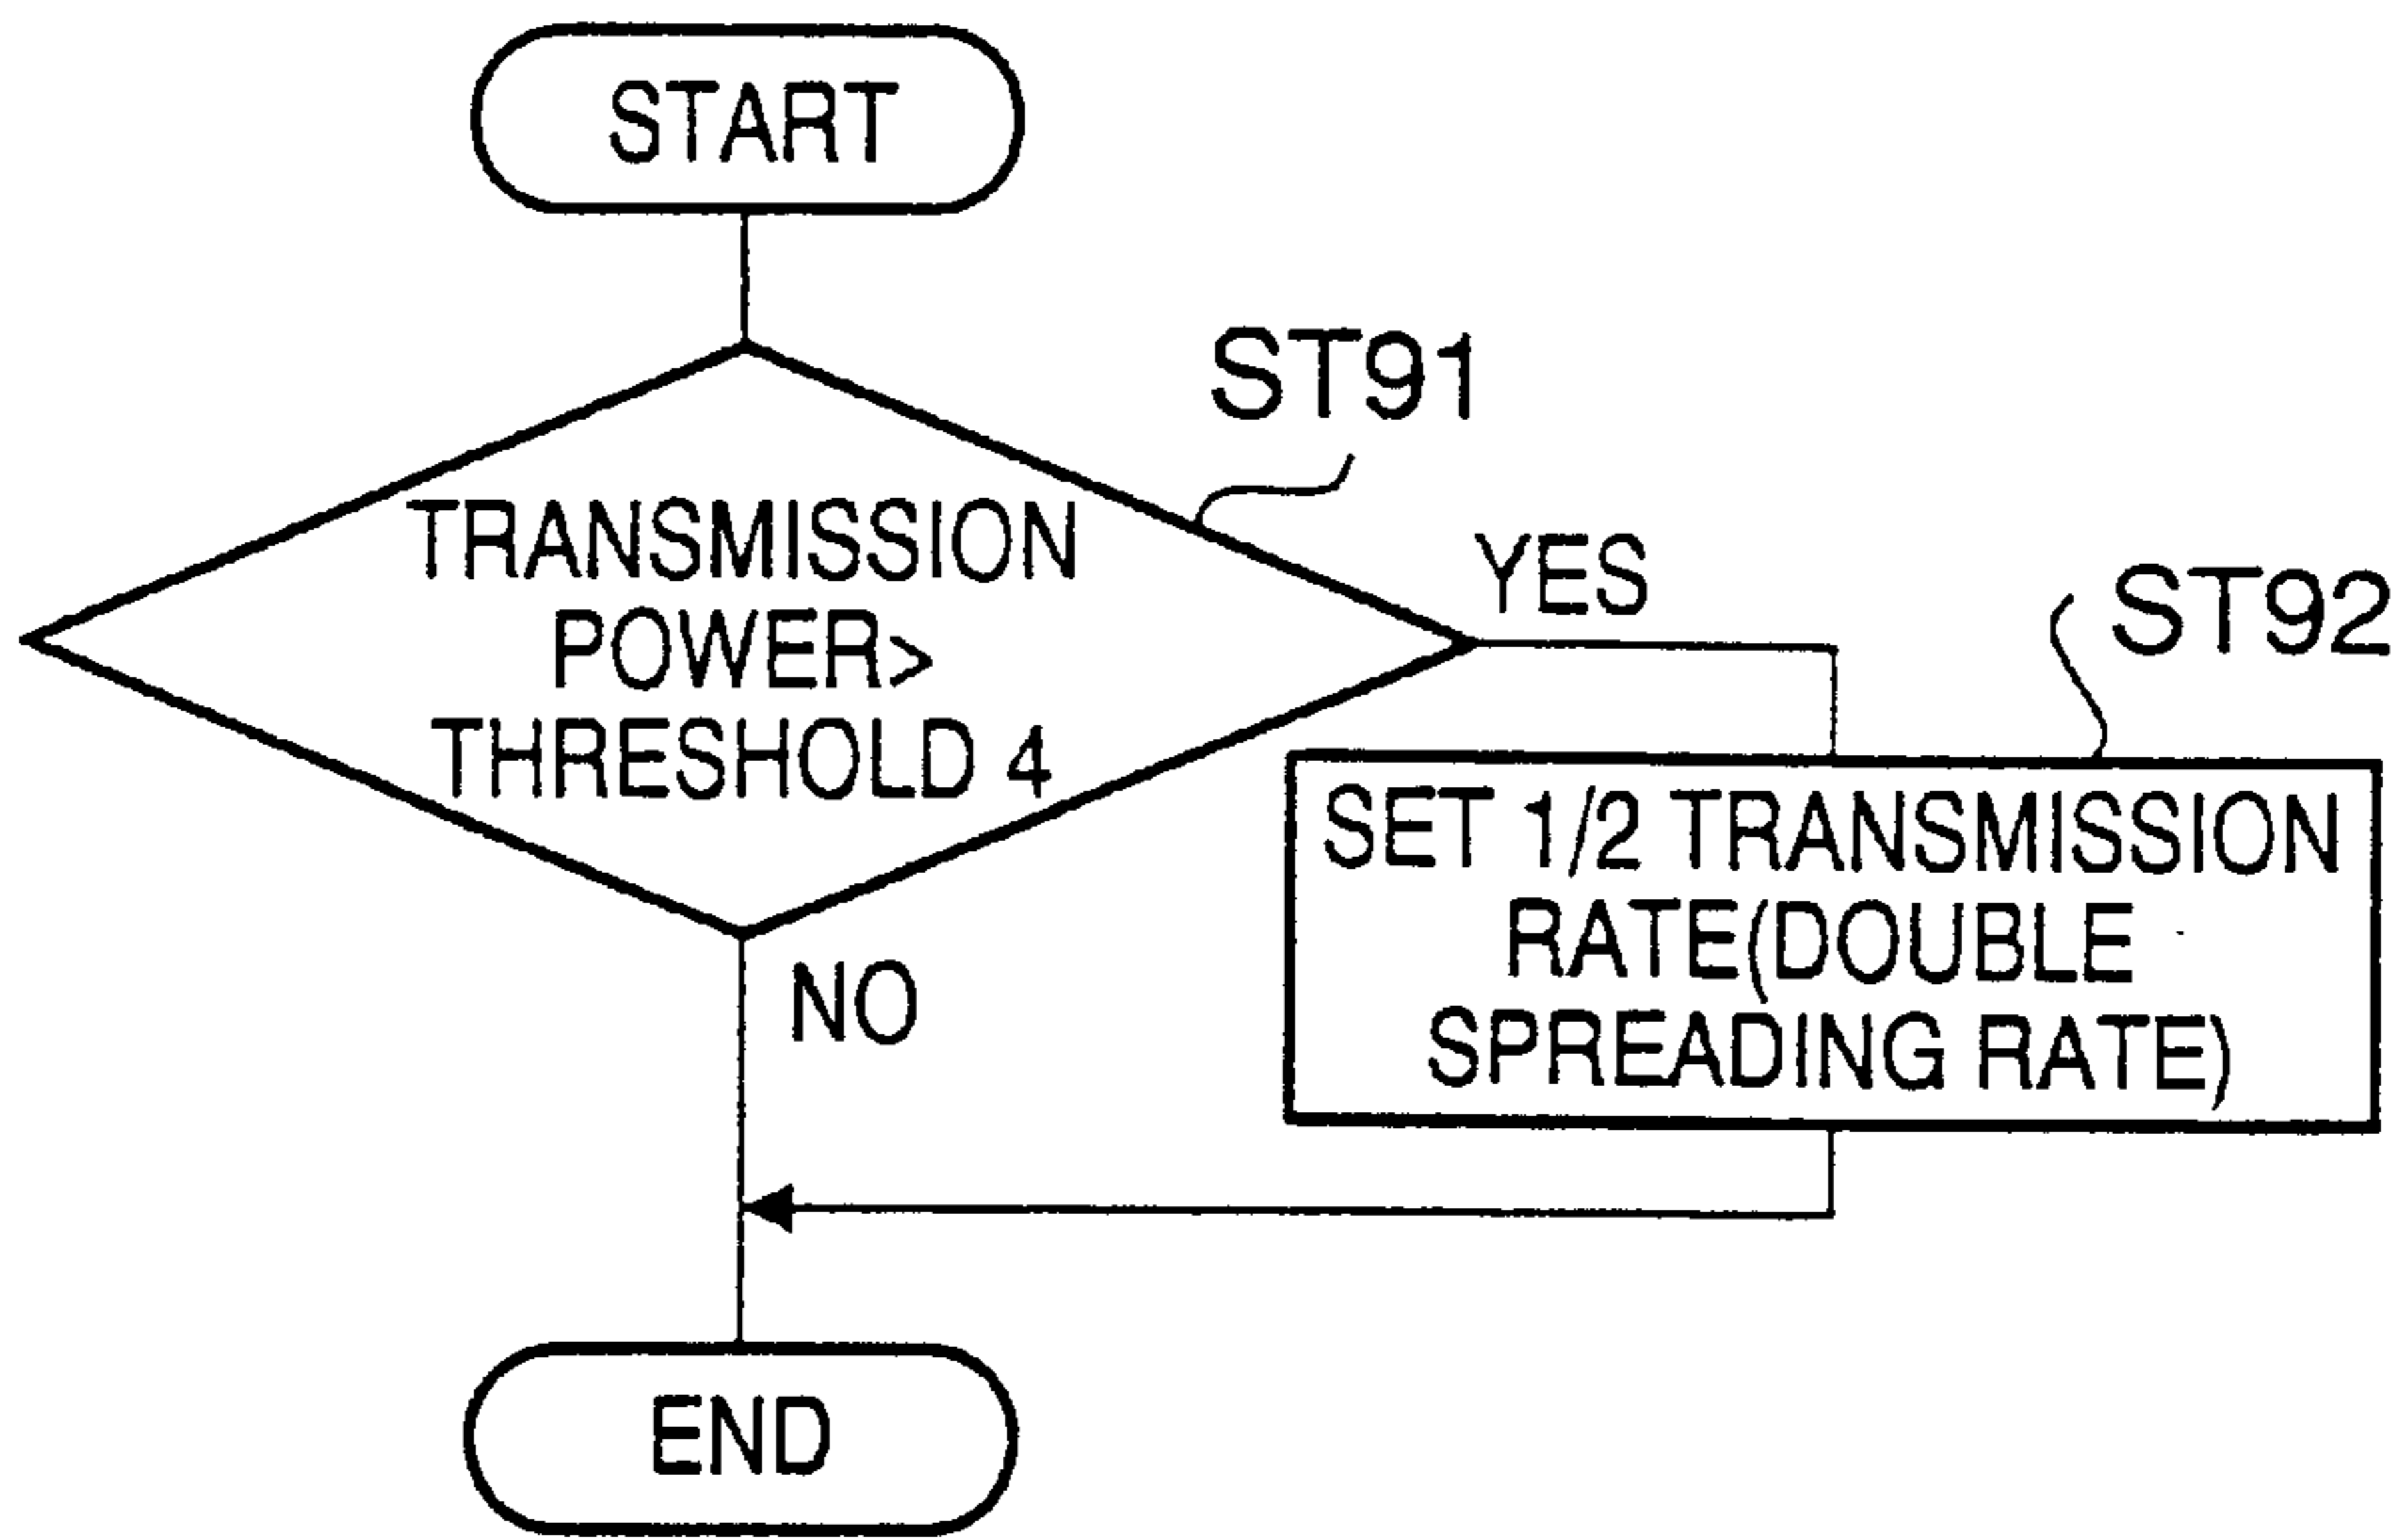 START
ST91
TRANSMISSION
POWER>
THRESHOLD 4
YES
ST92
SET 1/2 TRANSMISSION
RATE(DOUBLE
SPREADING RATE)
NO
END